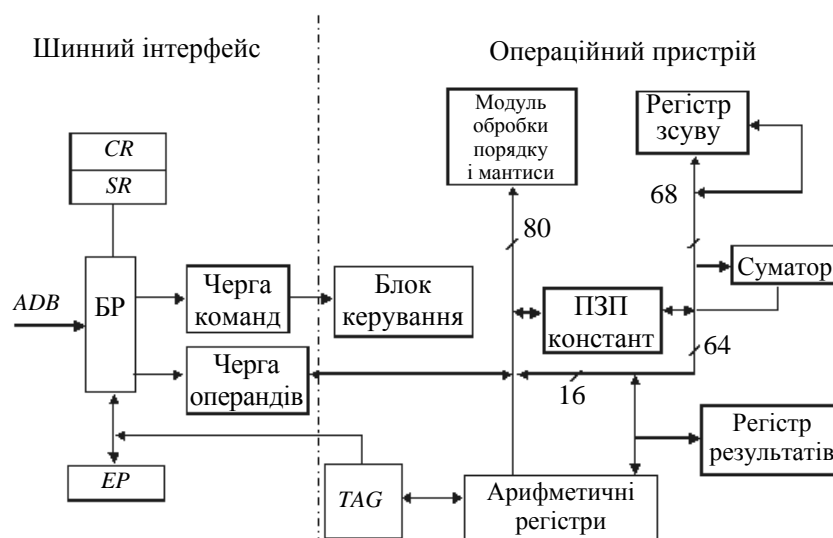 Шинний інтерфейс
Операційний пристрій
Модуль
обробки
порядку
і мантиси
Регістр
зсуву
CR
SR
68
80
ADB
БР
Черга
команд
Блок
керування
ПЗП
констант
Суматор
64
Черга
операндів
16
Регістр
результатів
EP
TAG
Арифметичні
регістри